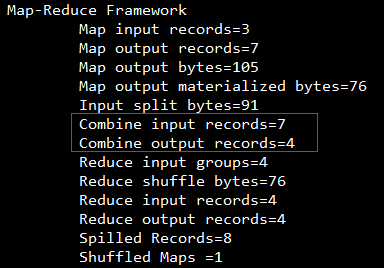 Map-Reduce Framework
Map input records=3
Map output records=7
Map output bytes=105
Map output materialized bytes=76
Input split bytes=91
Combine input records=7
Combine output records=4
Reduce input groups=4
Reduce shuffle bytes=76
Reduce input records=4
Reduce output records=4
Spilled Records=8
Shuffled Maps =1